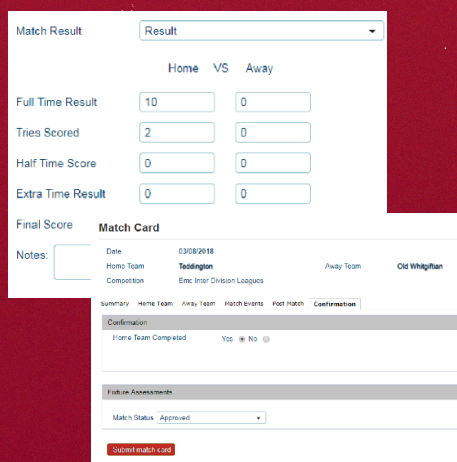 Match Result Result
Home VS Away
Full Time Result 10 0
Tries Scored 2 0
Half Time Score 0 0
Extra Time Result 0 0
Final Score
Notes:
Match Card
Date 03/08/2018
Home Team Teddington Away Team Old Whitgiftian
Competition Emc Inter Division Leagues
Summary Home Team Away Team Match Events Post Match Confirmation
Confirmation
Home Team Completed Yes No
Fixture Assessments
Match Status Approved
Submit match card